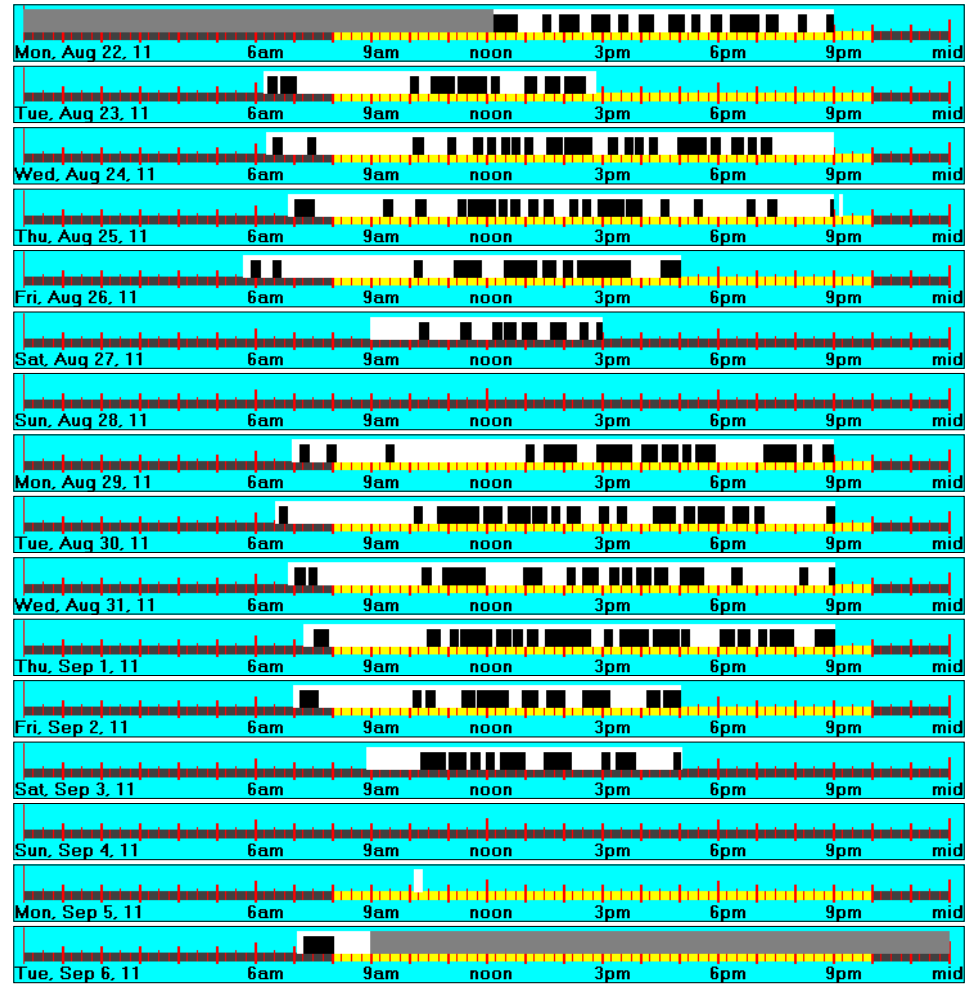 Mon, Aug 22, 11 6am 9am noon 3pm 6pm 9pm mid
Tue, Aug 23, 11 6am 9am noon 3pm 6pm 9pm mid
Wed, Aug 24, 11 6am 9am noon 3pm 6pm 9pm mid
Thu, Aug 25, 11 6am 9am noon 3pm 6pm 9pm mid
Fri, Aug 26, 11 6am 9am noon 3pm 6pm 9pm mid
Sat, Aug 27, 11 6am 9am noon 3pm 6pm 9pm mid
Sun, Aug 28, 11 6am 9am noon 3pm 6pm 9pm mid
Mon, Aug 29, 11 6am 9am noon 3pm 6pm 9pm mid
Tue, Aug 30, 11 6am 9am noon 3pm 6pm 9pm mid
Wed, Aug 31, 11 6am 9am noon 3pm 6pm 9pm mid
Thu, Sep 1, 11 6am 9am noon 3pm 6pm 9pm mid
Fri, Sep 2, 11 6am 9am noon 3pm 6pm 9pm mid
Sat, Sep 3, 11 6am 9am noon 3pm 6pm 9pm mid
Sun, Sep 4, 11 6am 9am noon 3pm 6pm 9pm mid
Mon, Sep 5, 11 6am 9am noon 3pm 6pm 9pm mid
Tue, Sep 6, 11 6am 9am noon 3pm 6pm 9pm mid